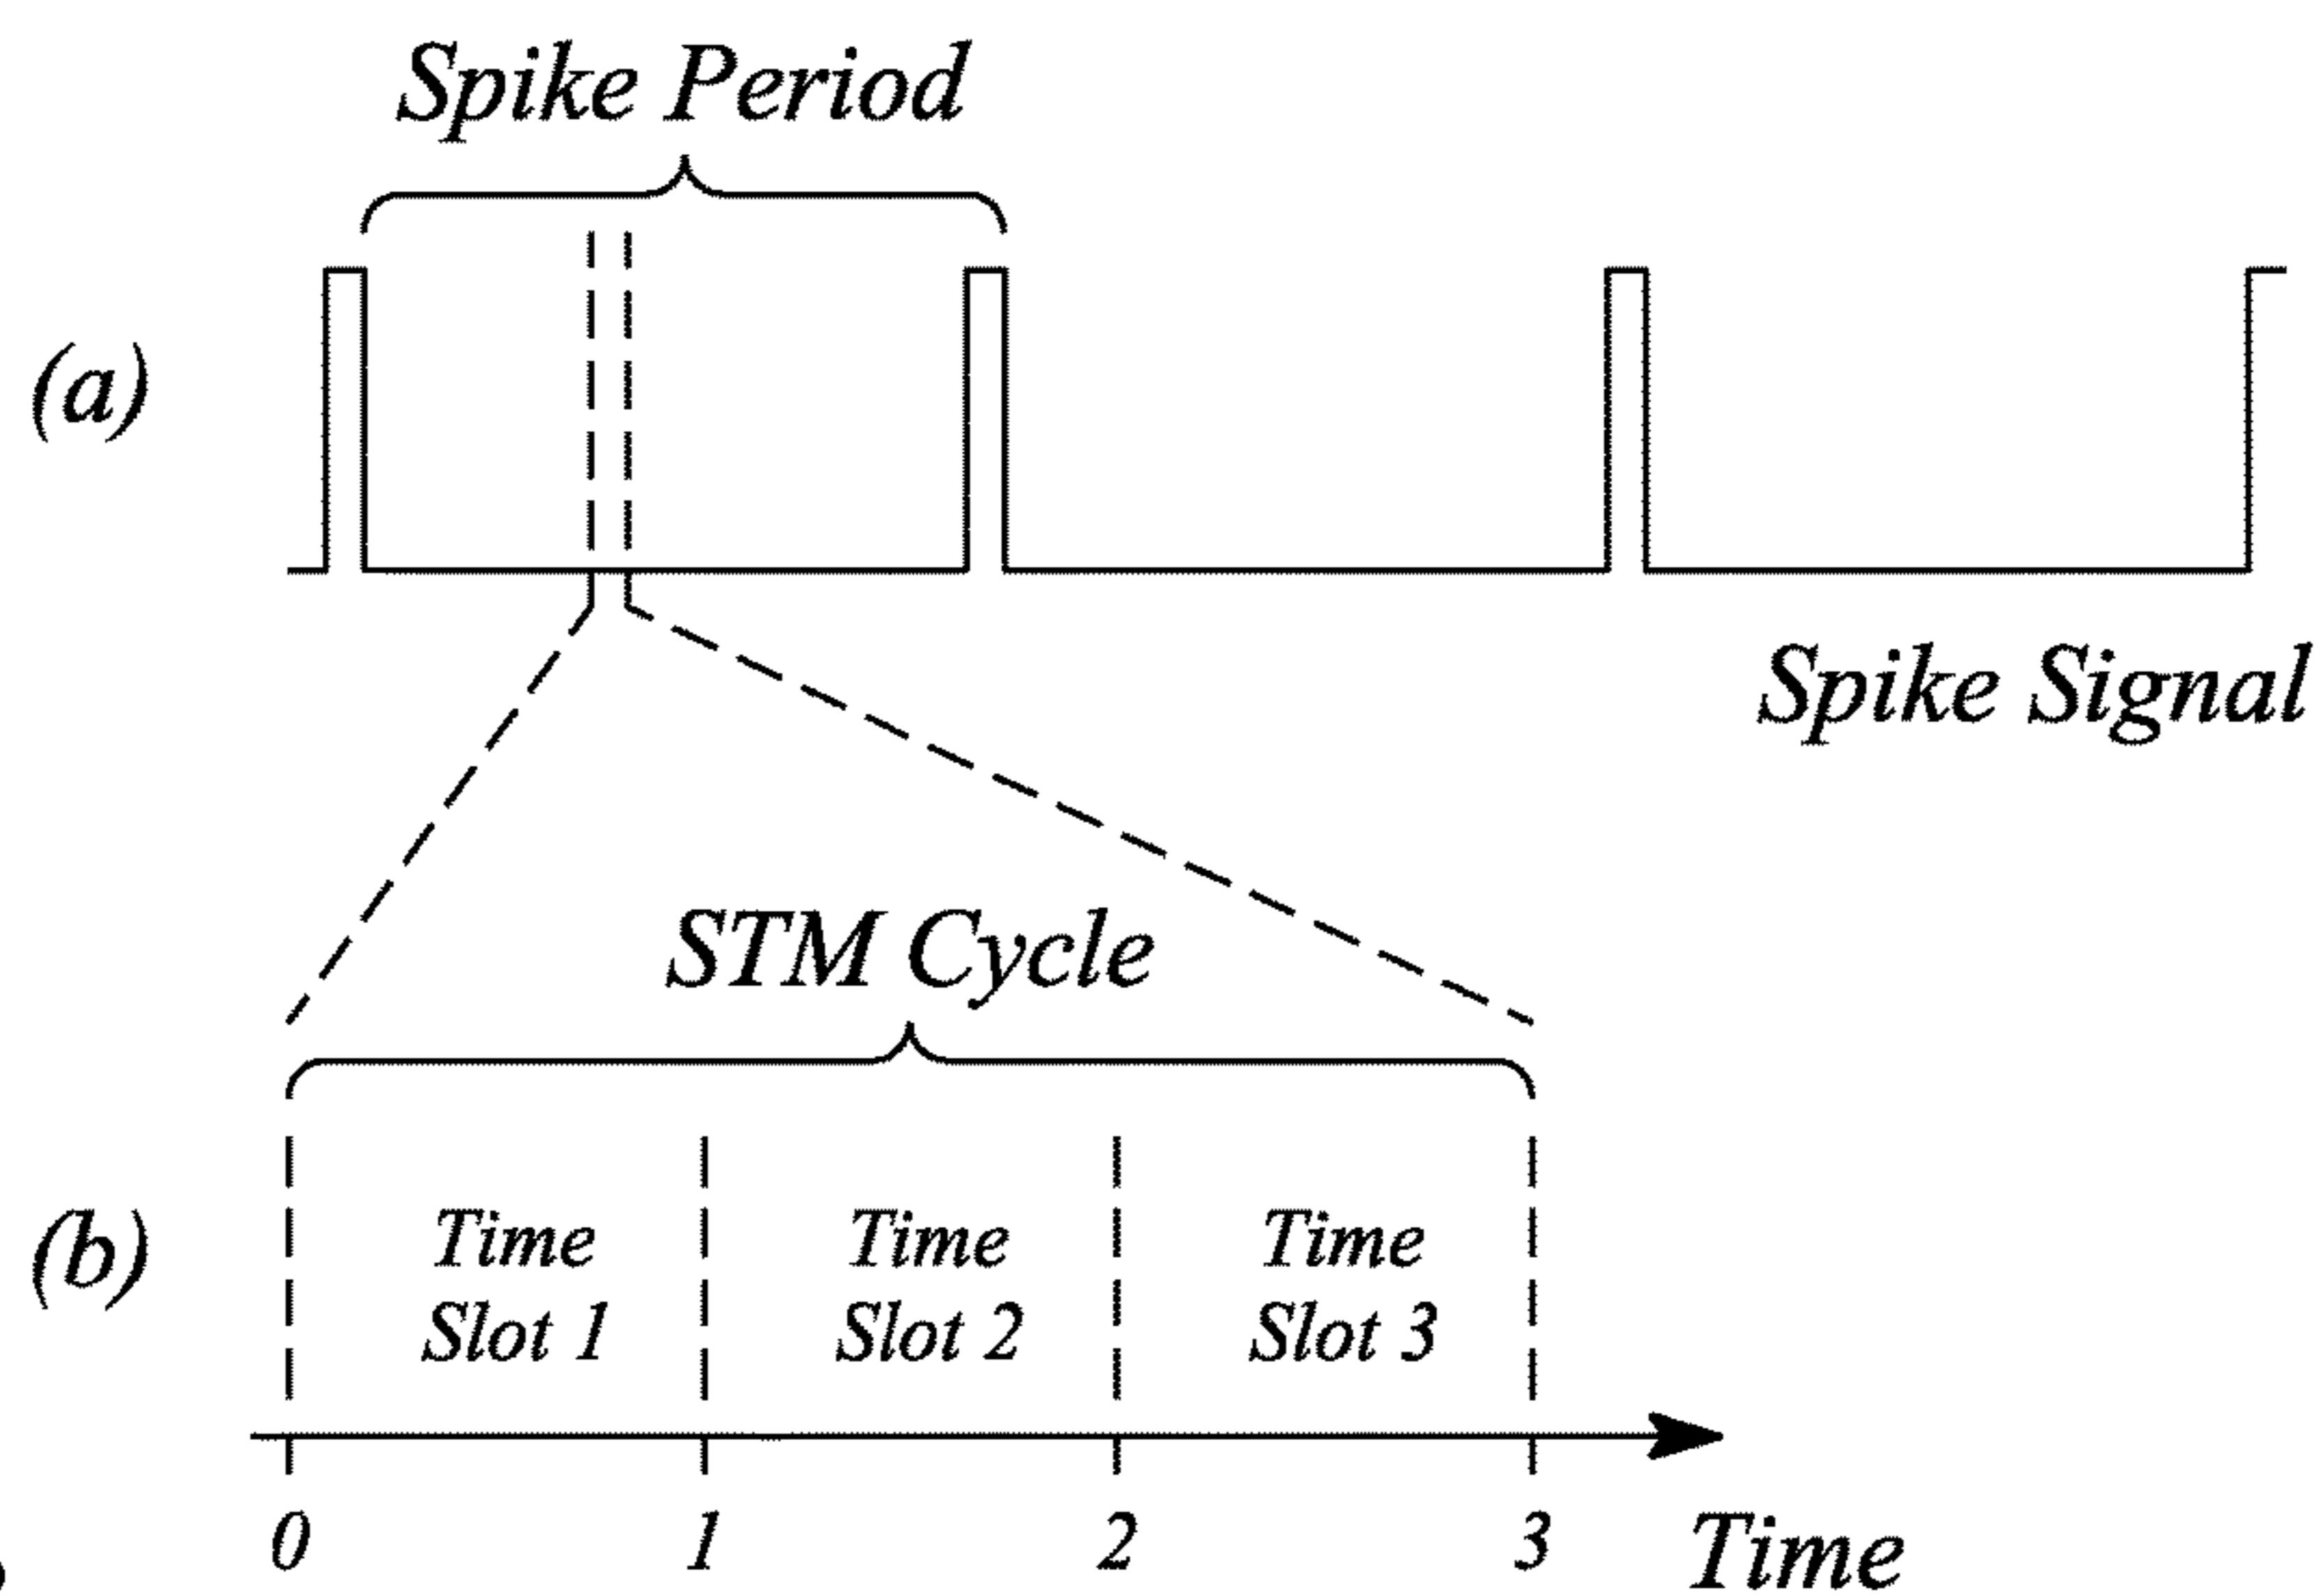 Spike Period
(a)
Spike Signal
STM Cycle
(b)
Time Slot 1
Time Slot 2
Time Slot 3
0 1 2 3 Time